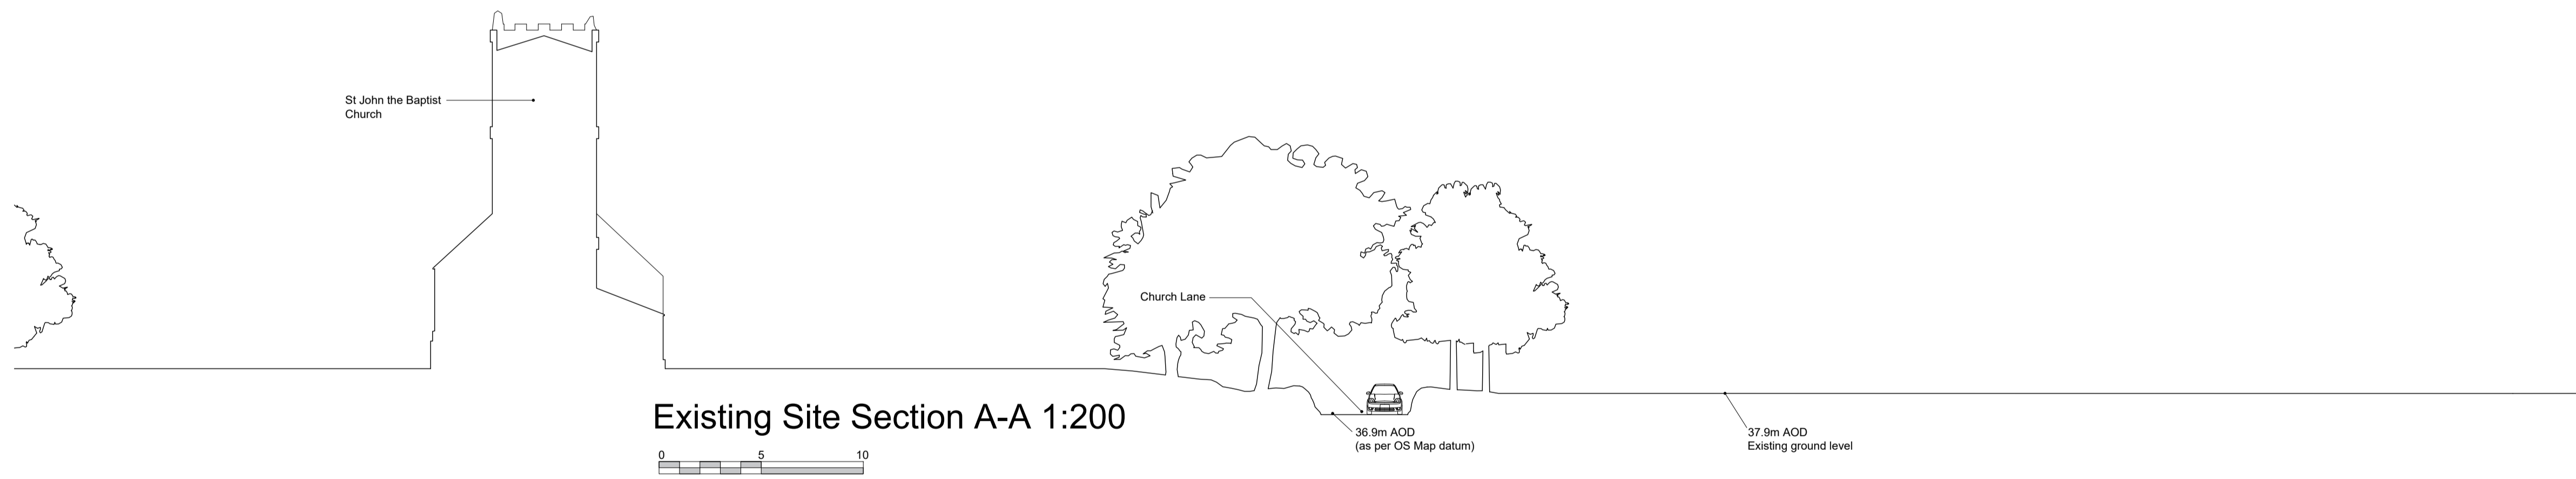 St John the Baptist
Church
Church Lane
Existing Site Section A-A 1:200
0 5 10
36.9m AOD
(as per OS Map datum)
37.9m AOD
Existing ground level